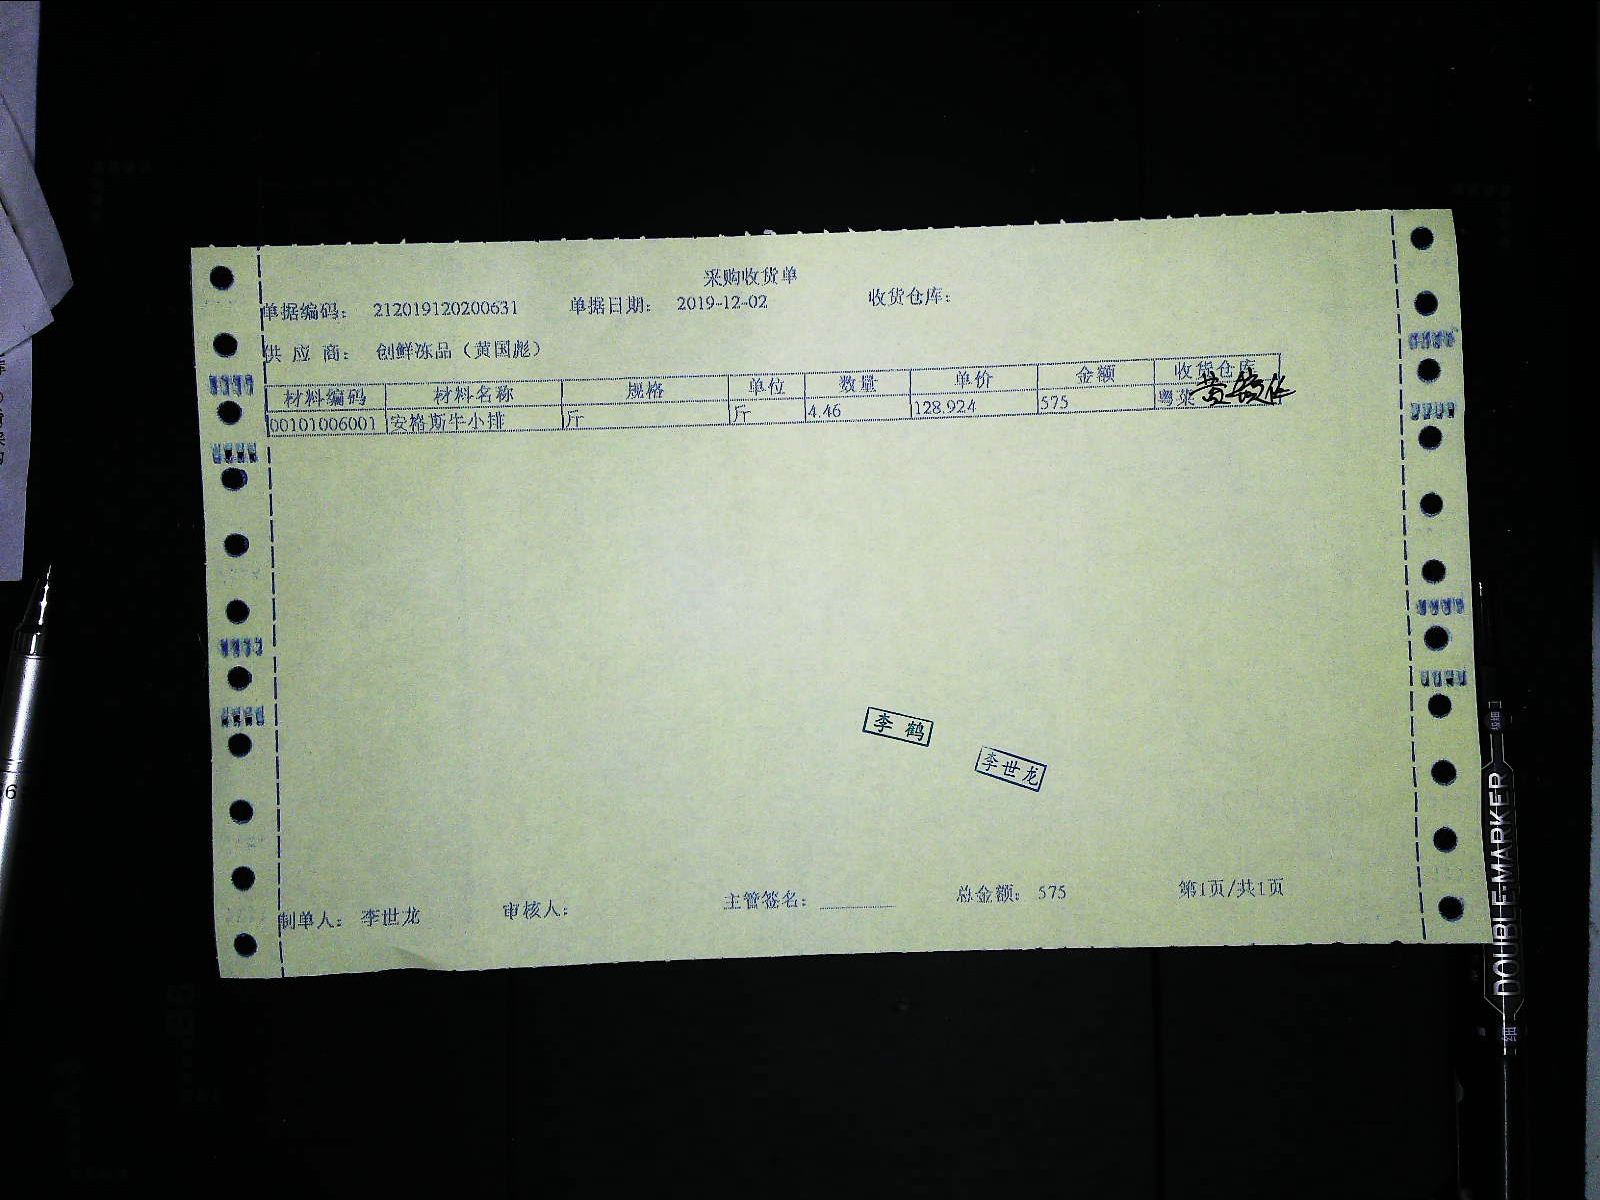 采购收货单
单据编码： 212019120200631 单据日期： 2019-12-02 收货仓库：
供 应 商： 创鲜冻品（黄国彪）
材料编码 材料名称 规格 单位 数量 单价 金额 收货仓库
00101006001 安格斯牛小排 斤 斤 4.46 128.924 575 粤菜
李 鹤
李世龙
制单人： 李世龙 审核人： 主管签名： 总金额： 575 第1页/共1页
DOUBLE-MARKER
细
6